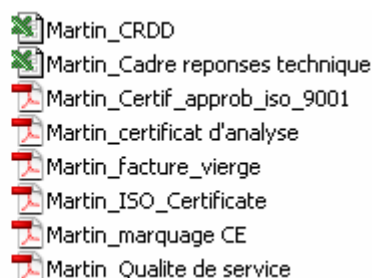 Martin_CRDD
Martin_Cadre reponses technique
Martin_Certif_approb_iso_9001
Martin_certificat d'analyse
Martin_facture_vierge
Martin_ISO_Certificate
Martin_marquage CE
Martin_Qualite de service